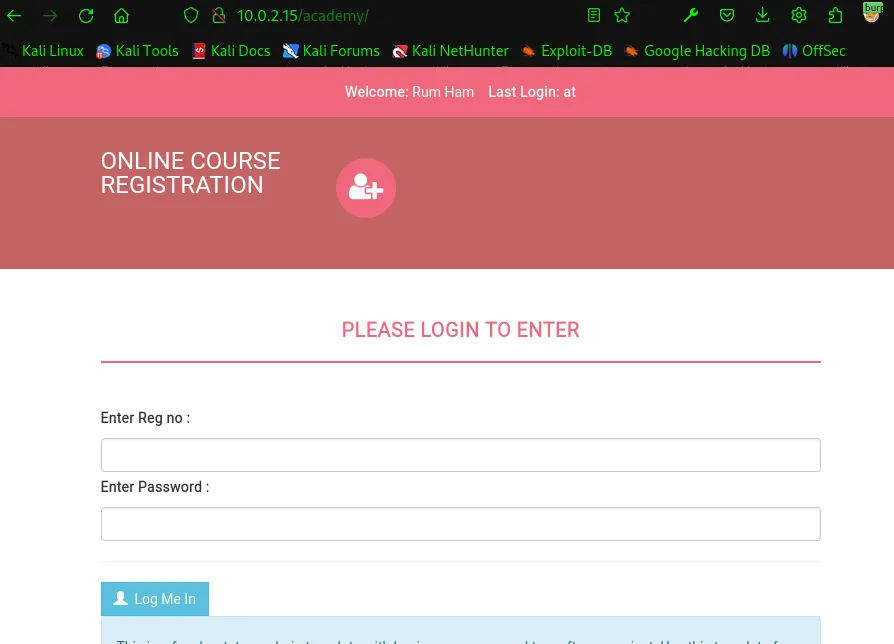 10.0.2.15/academy/
Kali Linux Kali Tools Kali Docs Kali Forums Kali NetHunter Exploit-DB Google Hacking DB OffSec
Welcome: Rum Ham Last Login: at
ONLINE COURSE
REGISTRATION
PLEASE LOGIN TO ENTER
Enter Reg no :
Enter Password :
Log Me In